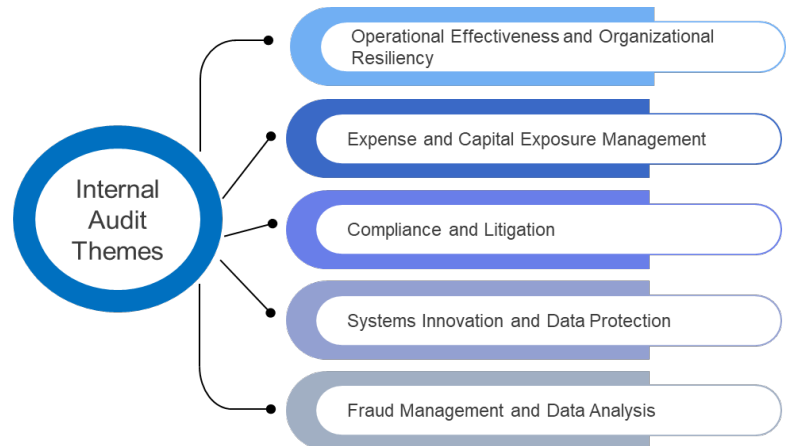 Internal
Audit
Themes
Operational Effectiveness and Organizational
Resiliency
Expense and Capital Exposure Management
Compliance and Litigation
Systems Innovation and Data Protection
Fraud Management and Data Analysis